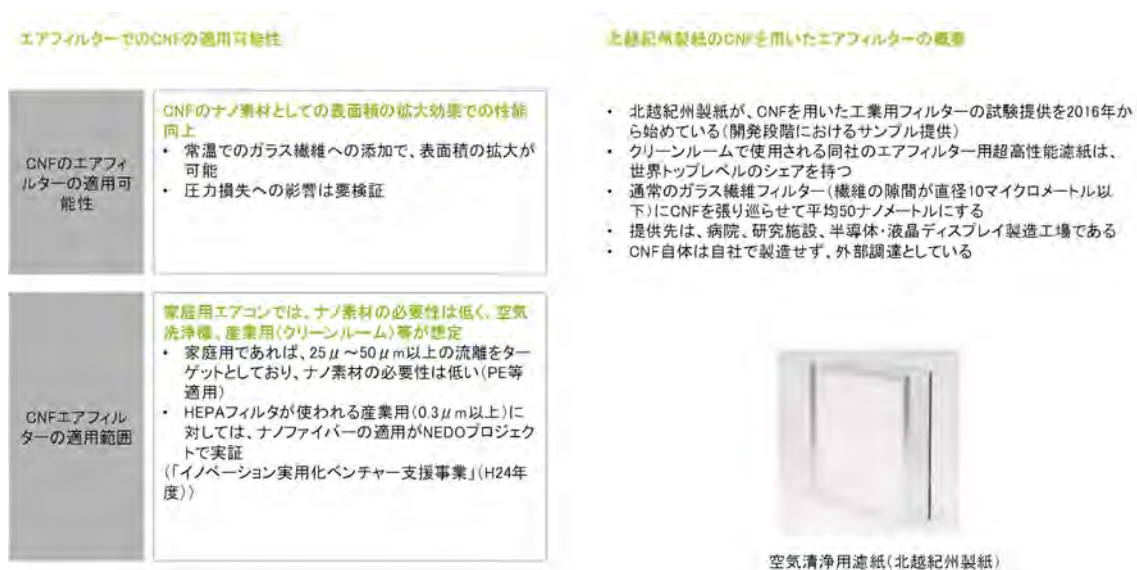 エアフィルターでのCNFの適用可能性
CNFのエアフィ
ルターの適用可
能性
CNFのナノ素材としての表面積の拡大効果での性能
向上
・ 常温でのガラス繊維への添加で、表面積の拡大が
可能
・ 圧力損失への影響は要検証
CNFエアフィル
ターの適用範囲
家庭用エアコンでは、ナノ素材の必要性は低く、空気
洗浄機、産業用(クリーンルーム)等が想定
・ 家庭用であれば、25μ～50μm以上の流離をター
ゲットとしており、ナノ素材の必要性は低い(PE等
適用)
・ HEPAフィルタが使われる産業用(0.3μm以上)に
対しては、ナノファイバーの適用がNEDOプロジェク
トで実証
(「イノベーション実用化ベンチャー支援事業」(H24年
度))
北越紀州製紙のCNFを用いたエアフィルターの概要
・ 北越紀州製紙が、CNFを用いた工業用フィルターの試験提供を2016年か
ら始めている(開発段階におけるサンプル提供)
・ クリーンルームで使用される同社のエアフィルター用超高性能濾紙は、
世界トップレベルのシェアを持つ
・ 通常のガラス繊維フィルター(繊維の隙間が直径10マイクロメートル以
下)にCNFを張り巡らせて平均50ナノメートルにする
・ 提供先は、病院、研究施設、半導体・液晶ディスプレイ製造工場である
・ CNF自体は自社で製造せず、外部調達としている
空気清浄用濾紙(北越紀州製紙)